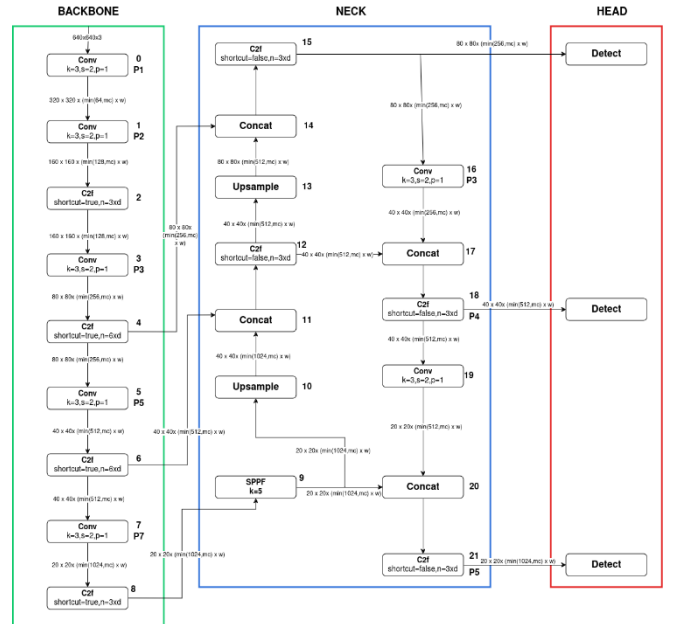 BACKBONE
640x640x3
Conv
k=3,s=2,p=1
0
P1
320 x 320 x (min(64,mc) x w)
Conv
k=3,s=2,p=1
1
P2
160 x 160 x (min(128,mc) x w)
C2f
shortcut=true,n=3xd
2
160 x 160 x (min(128,mc) x w)
Conv
k=3,s=2,p=1
3
P3
80 x 80x (min(256,mc) x w)
C2f
shortcut=true,n=6xd
4
80 x 80x (min(256,mc) x w)
Conv
k=3,s=2,p=1
5
P5
40 x 40x (min(512,mc) x w)
C2f
shortcut=true,n=6xd
6
40 x 40x (min(512,mc) x w)
Conv
k=3,s=2,p=1
7
P7
20 x 20x (min(1024,mc) x w)
C2f
shortcut=true,n=3xd
8
NECK
C2f
shortcut=false,n=3xd
15
80 x 80x (min(256,mc) x w)
80 x 80x (min(256,mc) x w)
Concat
14
80 x 80x
(min(256,mc)
x w)
80 x 80x (min(512,mc) x w)
Upsample
13
40 x 40x (min(512,mc) x w)
C2f
shortcut=false,n=3xd
12
40 x 40x (min(512,mc) x w)
Concat
11
40 x 40x (min(1024,mc) x w)
Upsample
10
40 x 40x (min(512,mc) x w)
20 x 20x (min(1024,mc) x w)
SPPF
k=5
9
20 x 20x (min(1024,mc) x w)
20 x 20x (min(1024,mc) x w)
Conv
k=3,s=2,p=1
16
P3
40 x 40x (min(256,mc) x w)
Concat
17
C2f
shortcut=false,n=3xd
18
P4
40 x 40x (min(512,mc) x w)
40 x 40x (min(512,mc) x w)
Conv
k=3,s=2,p=1
19
20 x 20x (min(512,mc) x w)
Concat
20
C2f
shortcut=false,n=3xd
21
P5
20 x 20x (min(1024,mc) x w)
HEAD
Detect
Detect
Detect